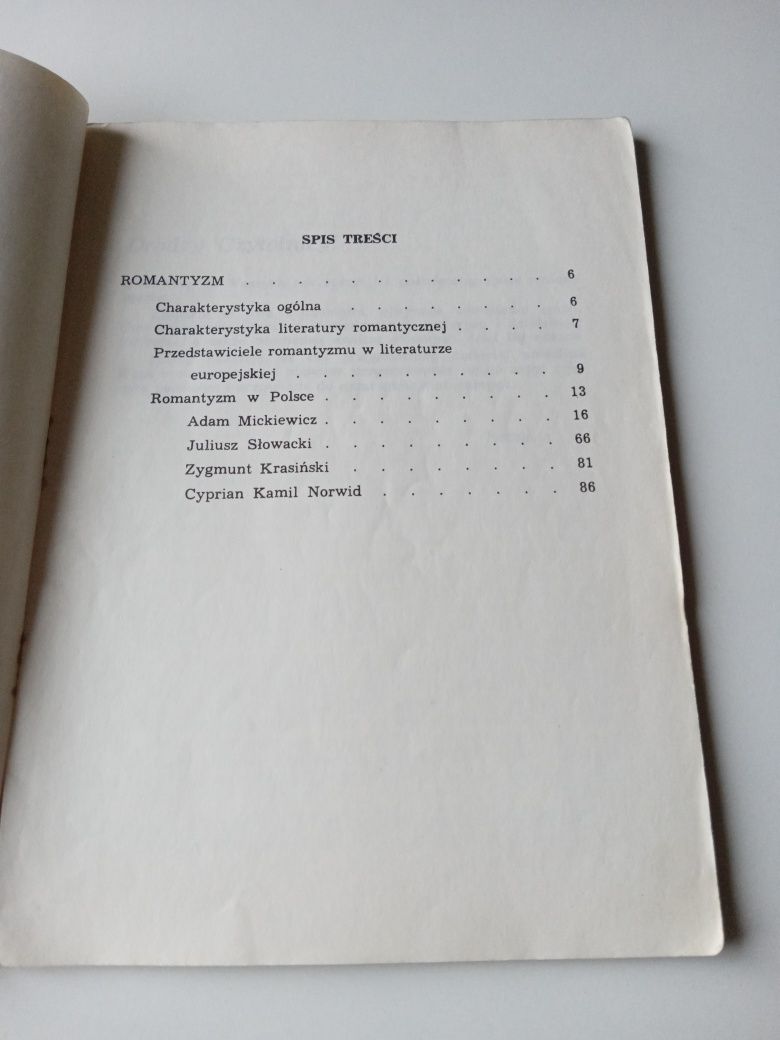 SPIS TREŚCI
ROMANTYZM . . . . . . . . . . . . 6
Charakterystyka ogólna . . . . . . . . 6
Charakterystyka literatury romantycznej . . . . 7
Przedstawiciele romantyzmu w literaturze
europejskiej . . . . . . . . . . 9
Romantyzm w Polsce . . . . . . . . . 13
Adam Mickiewicz . . . . . . . . . 16
Juliusz Słowacki . . . . . . . . . 66
Zygmunt Krasiński . . . . . . . . 81
Cyprian Kamil Norwid . . . . . . . 86